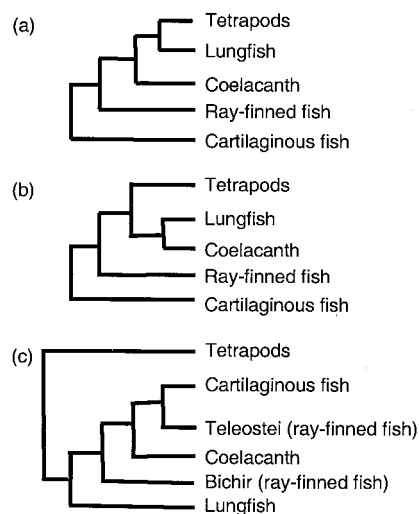 (a)
Tetrapods
Lungfish
Coelacanth
Ray-finned fish
Cartilaginous fish
(b)
Tetrapods
Lungfish
Coelacanth
Ray-finned fish
Cartilaginous fish
(c)
Tetrapods
Cartilaginous fish
Teleostei (ray-finned fish)
Coelacanth
Bichir (ray-finned fish)
Lungfish